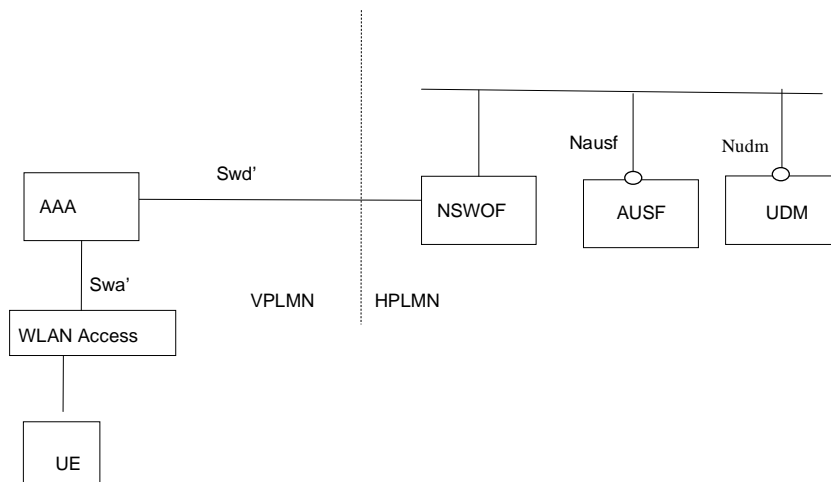 Nausf
Nudm
Swd’
AAA
NSWOF
AUSF
UDM
Swa’
VPLMN
HPLMN
WLAN Access
UE